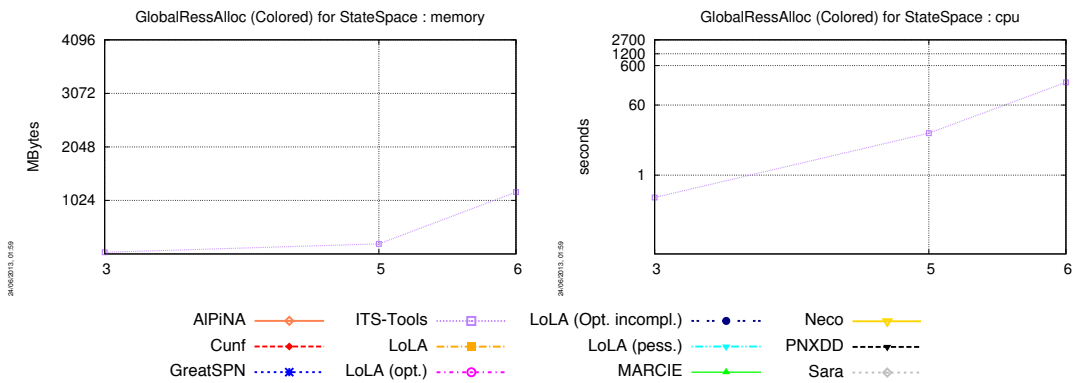 GlobalRessAlloc (Colored) for StateSpace : memory
4096
3072
2048
1024
MBytes
3 5 6
24/06/2013, 01:59
GlobalRessAlloc (Colored) for StateSpace : cpu
2700
1200
600
60
1
seconds
3 5 6
24/06/2013, 01:59
AlPiNA ITS-Tools LoLA (Opt. incompl.) Neco
Cunf LoLA LoLA (pess.) PNXDD
GreatSPN LoLA (opt.) MARCIE Sara